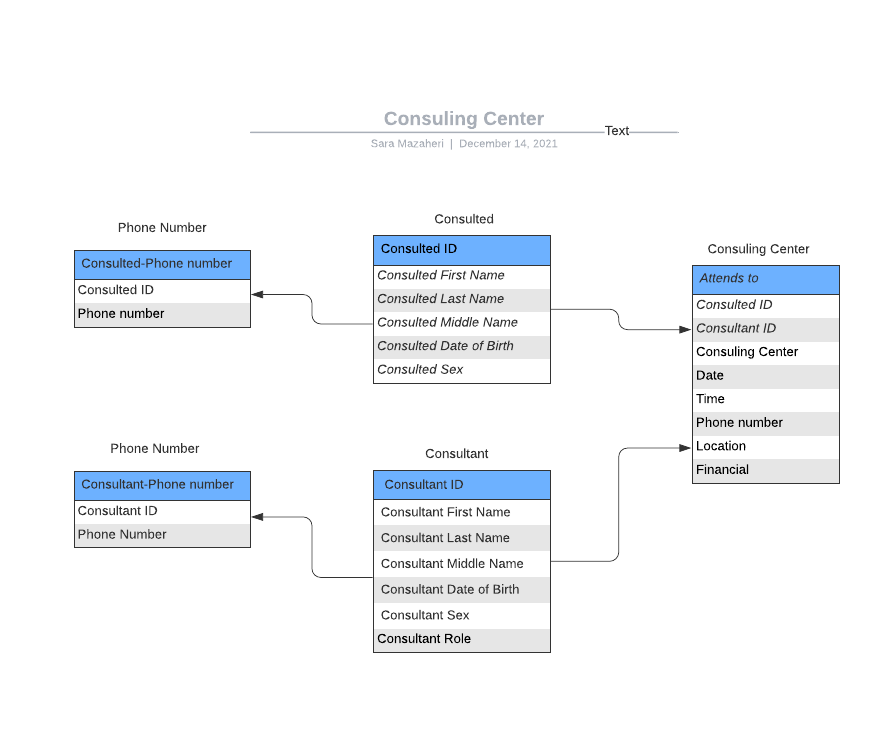 Consuling Center
Text
Sara Mazaheri | December 14, 2021
Phone Number
Consulted-Phone number
Consulted ID
Phone number
Consulted
Consulted ID
Consulted First Name
Consulted Last Name
Consulted Middle Name
Consulted Date of Birth
Consulted Sex
Consuling Center
Attends to
Consulted ID
Consultant ID
Consuling Center
Date
Time
Phone number
Location
Financial
Phone Number
Consultant-Phone number
Consultant ID
Phone Number
Consultant
Consultant ID
Consultant First Name
Consultant Last Name
Consultant Middle Name
Consultant Date of Birth
Consultant Sex
Consultant Role